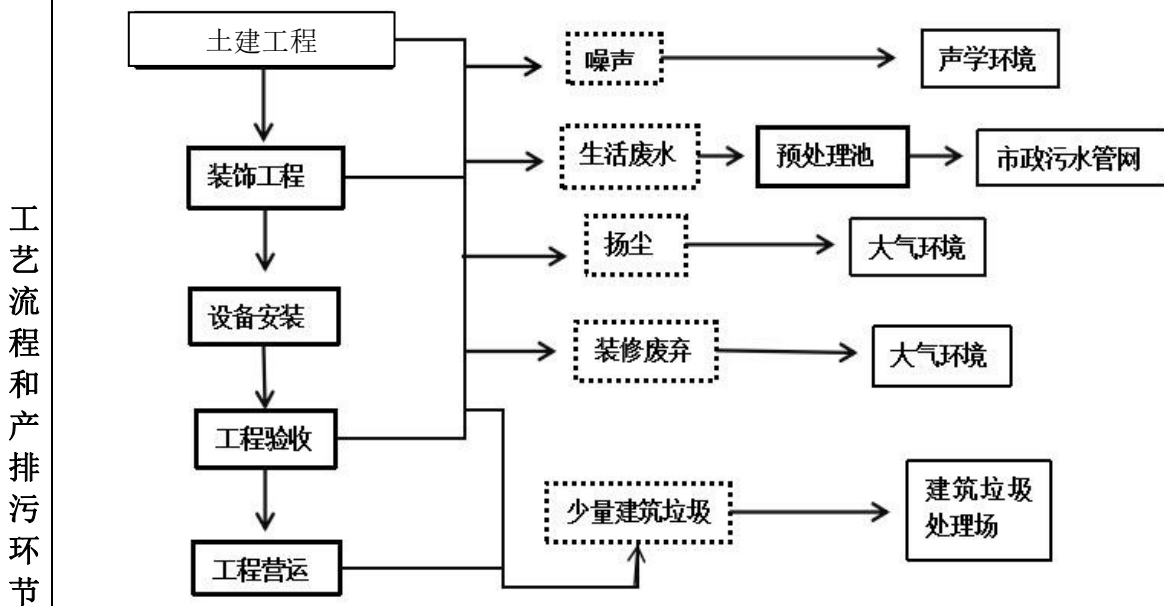 工艺流程和产排污环节
土建工程
噪声
声学环境
装饰工程
生活废水
预处理池
市政污水管网
扬尘
大气环境
设备安装
装修废弃
大气环境
工程验收
少量建筑垃圾
建筑垃圾
处理场
工程营运